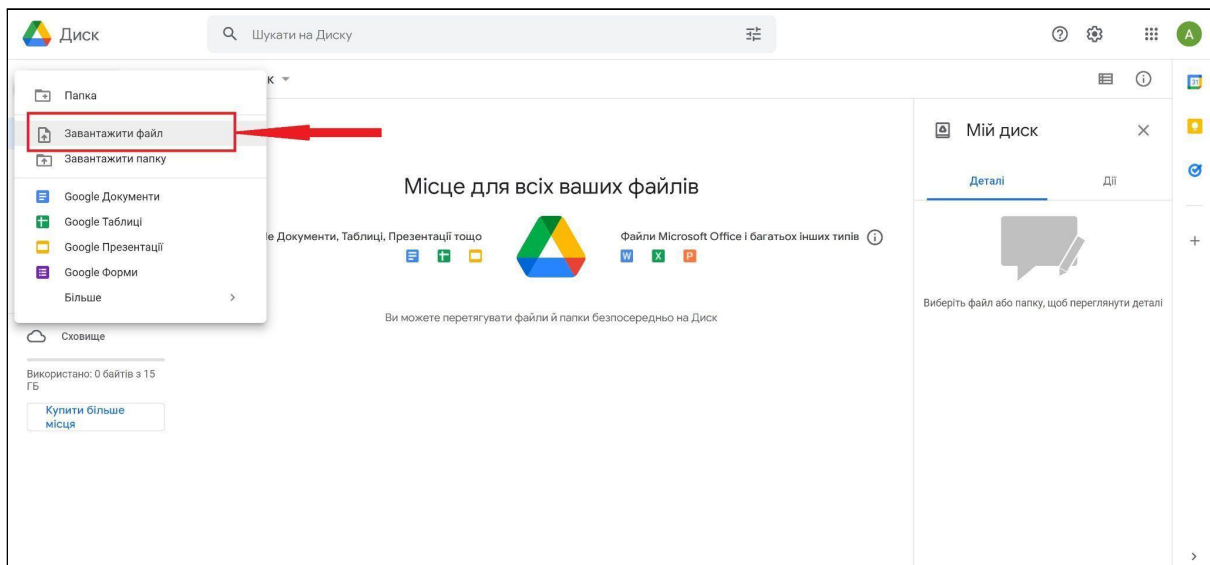 Диск
Шукати на Диску
А
к
Папка
Завантажити файл
Завантажити папку
Google Документи
Google Таблиці
Google Презентації
Google Форми
Більше
Сховище
Використано: 0 байтів з 15
ГБ
Купити більше
місця
Місце для всіх ваших файлів
le Документи, Таблиці, Презентації тощо
Файли Microsoft Office і багатьох інших типів
W X P
Ви можете перетягувати файли й папки безпосередньо на Диск
Мій диск
Деталі
Дії
Виберіть файл або папку, щоб переглянути деталі
31